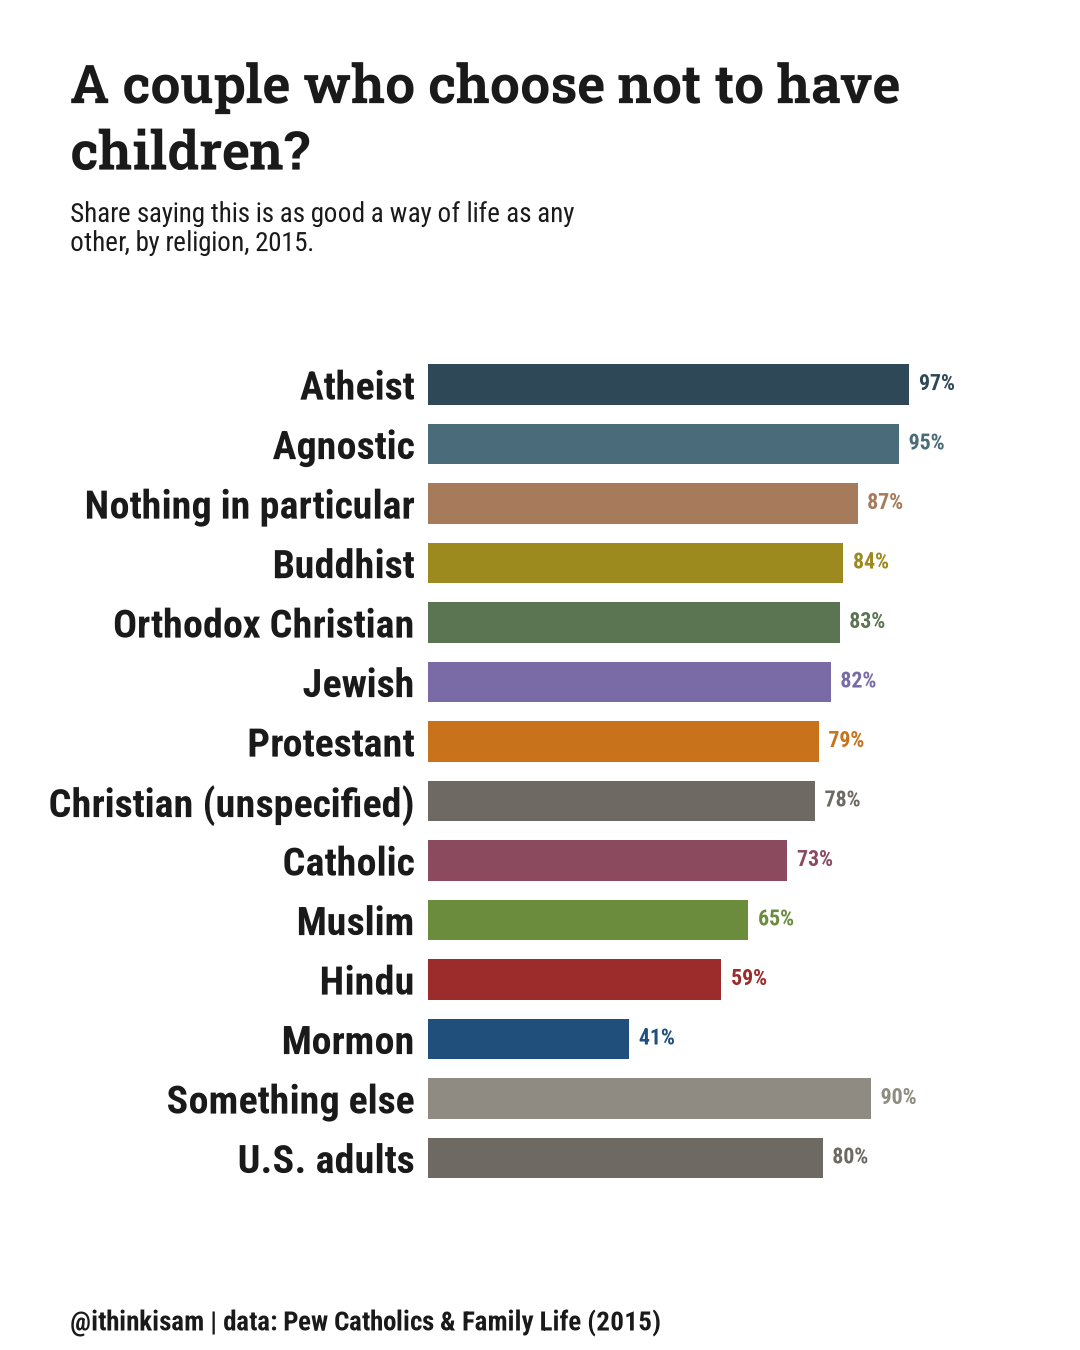 A couple who choose not to have
children?
Share saying this is as good a way of life as any
other, by religion, 2015.
Atheist 97%
Agnostic 95%
Nothing in particular 87%
Buddhist 84%
Orthodox Christian 83%
Jewish 82%
Protestant 79%
Christian (unspecified) 78%
Catholic 73%
Muslim 65%
Hindu 59%
Mormon 41%
Something else 90%
U.S. adults 80%
@ithinkisam | data: Pew Catholics & Family Life (2015)